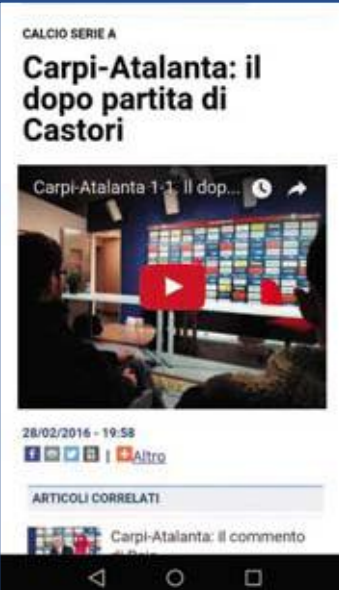 CALCIO SERIE A
Carpi-Atalanta: il
dopo partita di
Castori
Carpi-Atalanta 1-1. Il dop...
28/02/2016 - 19:58
| Altro
ARTICOLI CORRELATI
Carpi-Atalanta: il commento